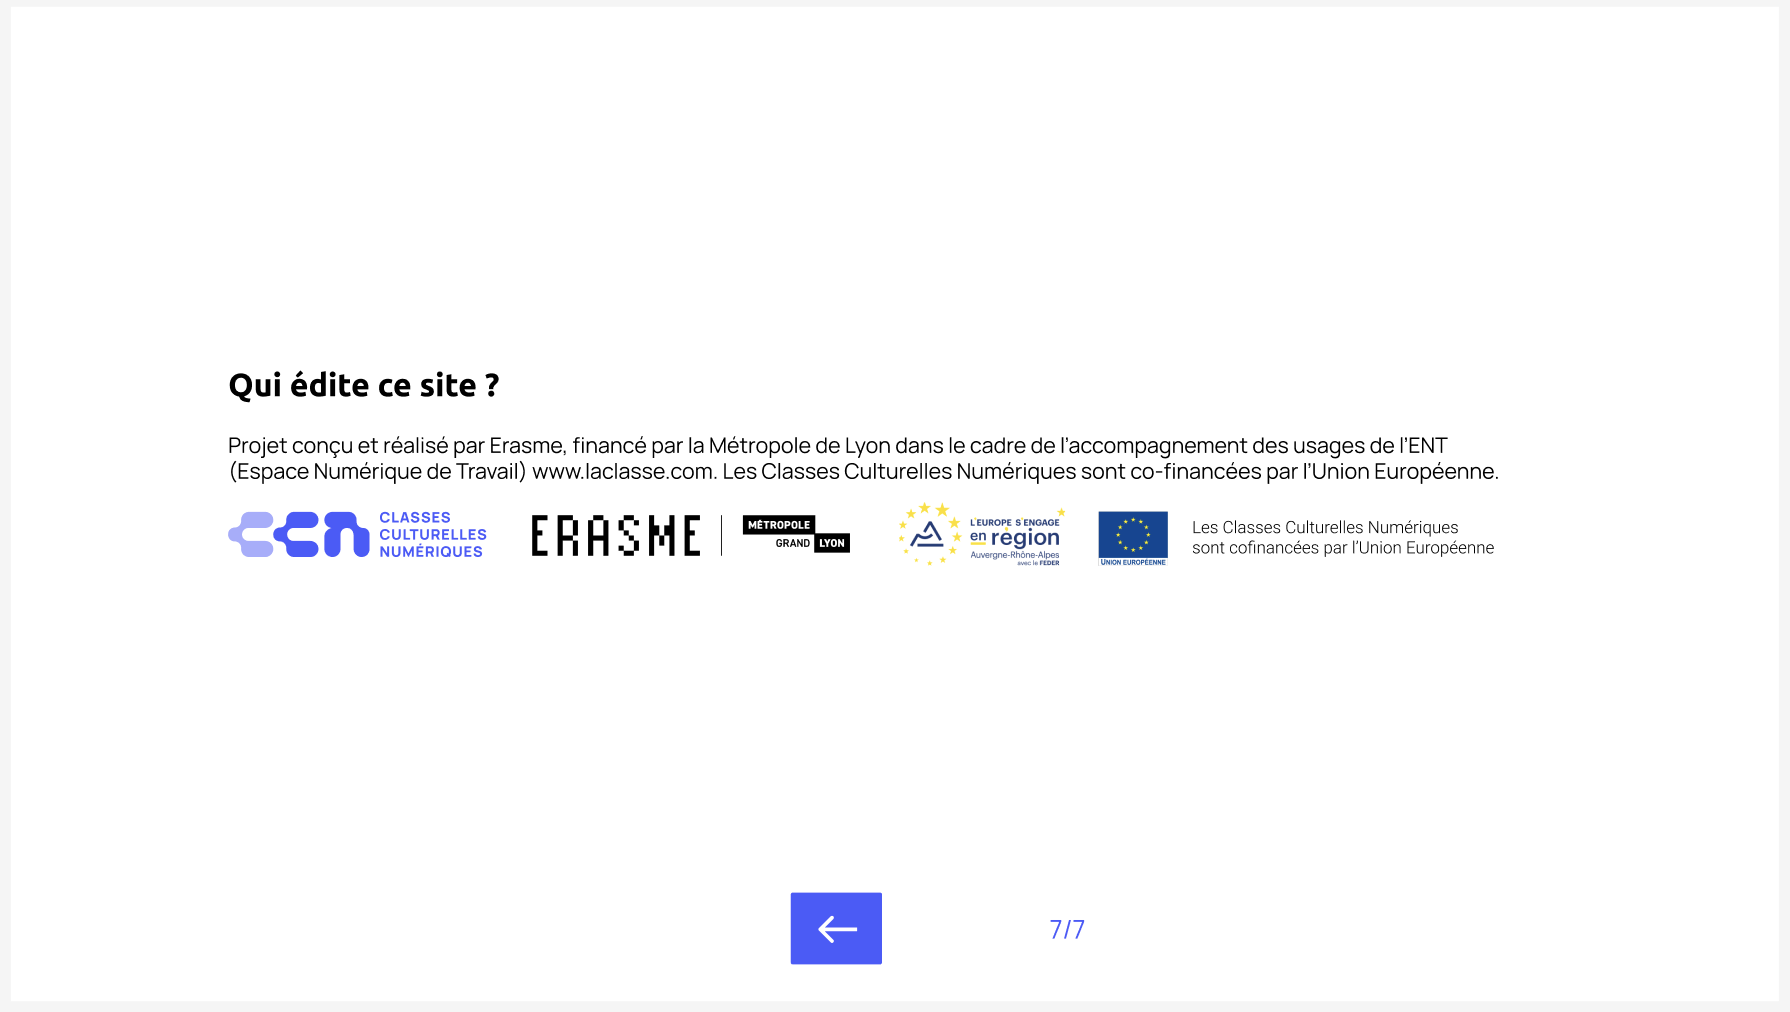 Qui édite ce site ?
Projet conçu et réalisé par Erasme, financé par la Métropole de Lyon dans le cadre de l'accompagnement des usages de l'ENT
(Espace Numérique de Travail) www.laclasse.com. Les Classes Culturelles Numériques sont co-financées par l'Union Européenne.
CLASSES
CULTURELLES
NUMÉRIQUES
ERASME
MÉTROPOLE
GRAND LYON
L'EUROPE S'ENGAGE
en région
Auvergne-Rhône-Alpes
avec le FEDER
UNION EUROPÉENNE
Les Classes Culturelles Numériques
sont cofinancées par l'Union Européenne
7/7